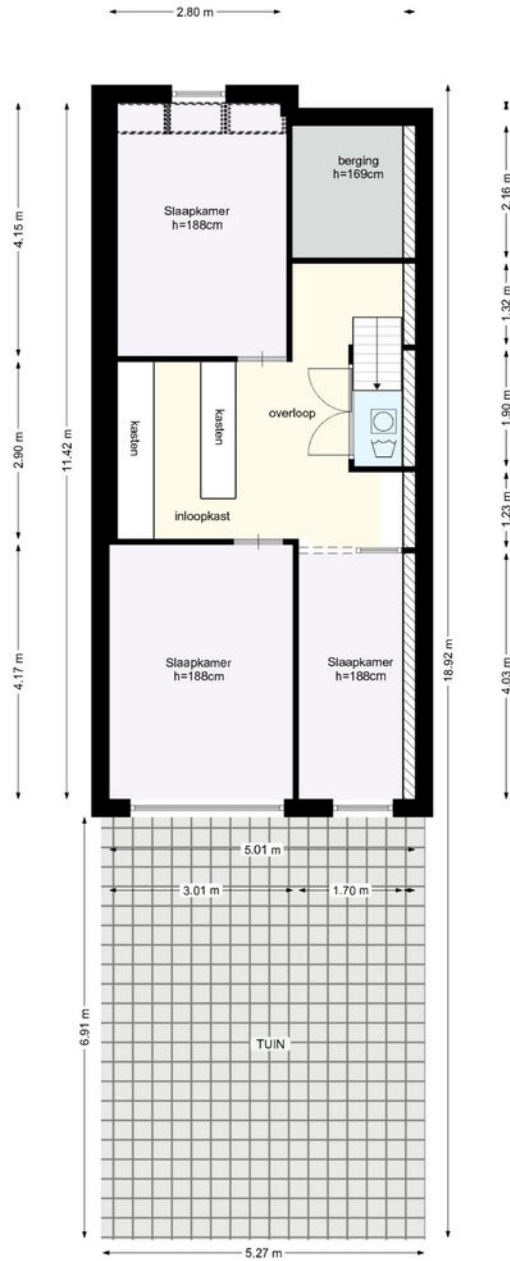 2.80 m
4.15 m
2.90 m
4.17 m
11.42 m
6.91 m
Slaapkamer
h=188cm
berging
h=169cm
2.16 m
1.32 m
1.90 m
1.23 m
4.03 m
18.92 m
kasten
kasten
overloop
inloopkast
Slaapkamer
h=188cm
Slaapkamer
h=188cm
5.01 m
3.01 m
1.70 m
TUIN
5.27 m